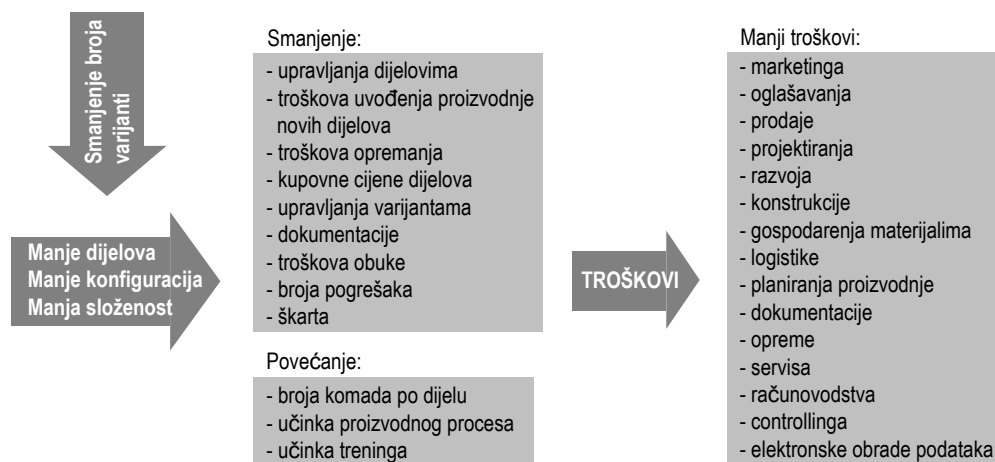 Smanjenje broja
varijanti
Manje dijelova
Manje konfiguracija
Manja složenost
Smanjenje:
- upravljanja dijelovima
- troškova uvođenja proizvodnje
novih dijelova
- troškova opremanja
- kupovne cijene dijelova
- upravljanja varijantama
- dokumentacije
- troškova obuke
- broja pogrešaka
- škarta
Povećanje:
- broja komada po dijelu
- učinka proizvodnog procesa
- učinka treninga
TROŠKOVI
Manji troškovi:
- marketinga
- oglašavanja
- prodaje
- projektiranja
- razvoja
- konstrukcije
- gospodarenja materijalima
- logistike
- planiranja proizvodnje
- dokumentacije
- opreme
- servisa
- računovodstva
- controllinga
- elektronske obrade podataka